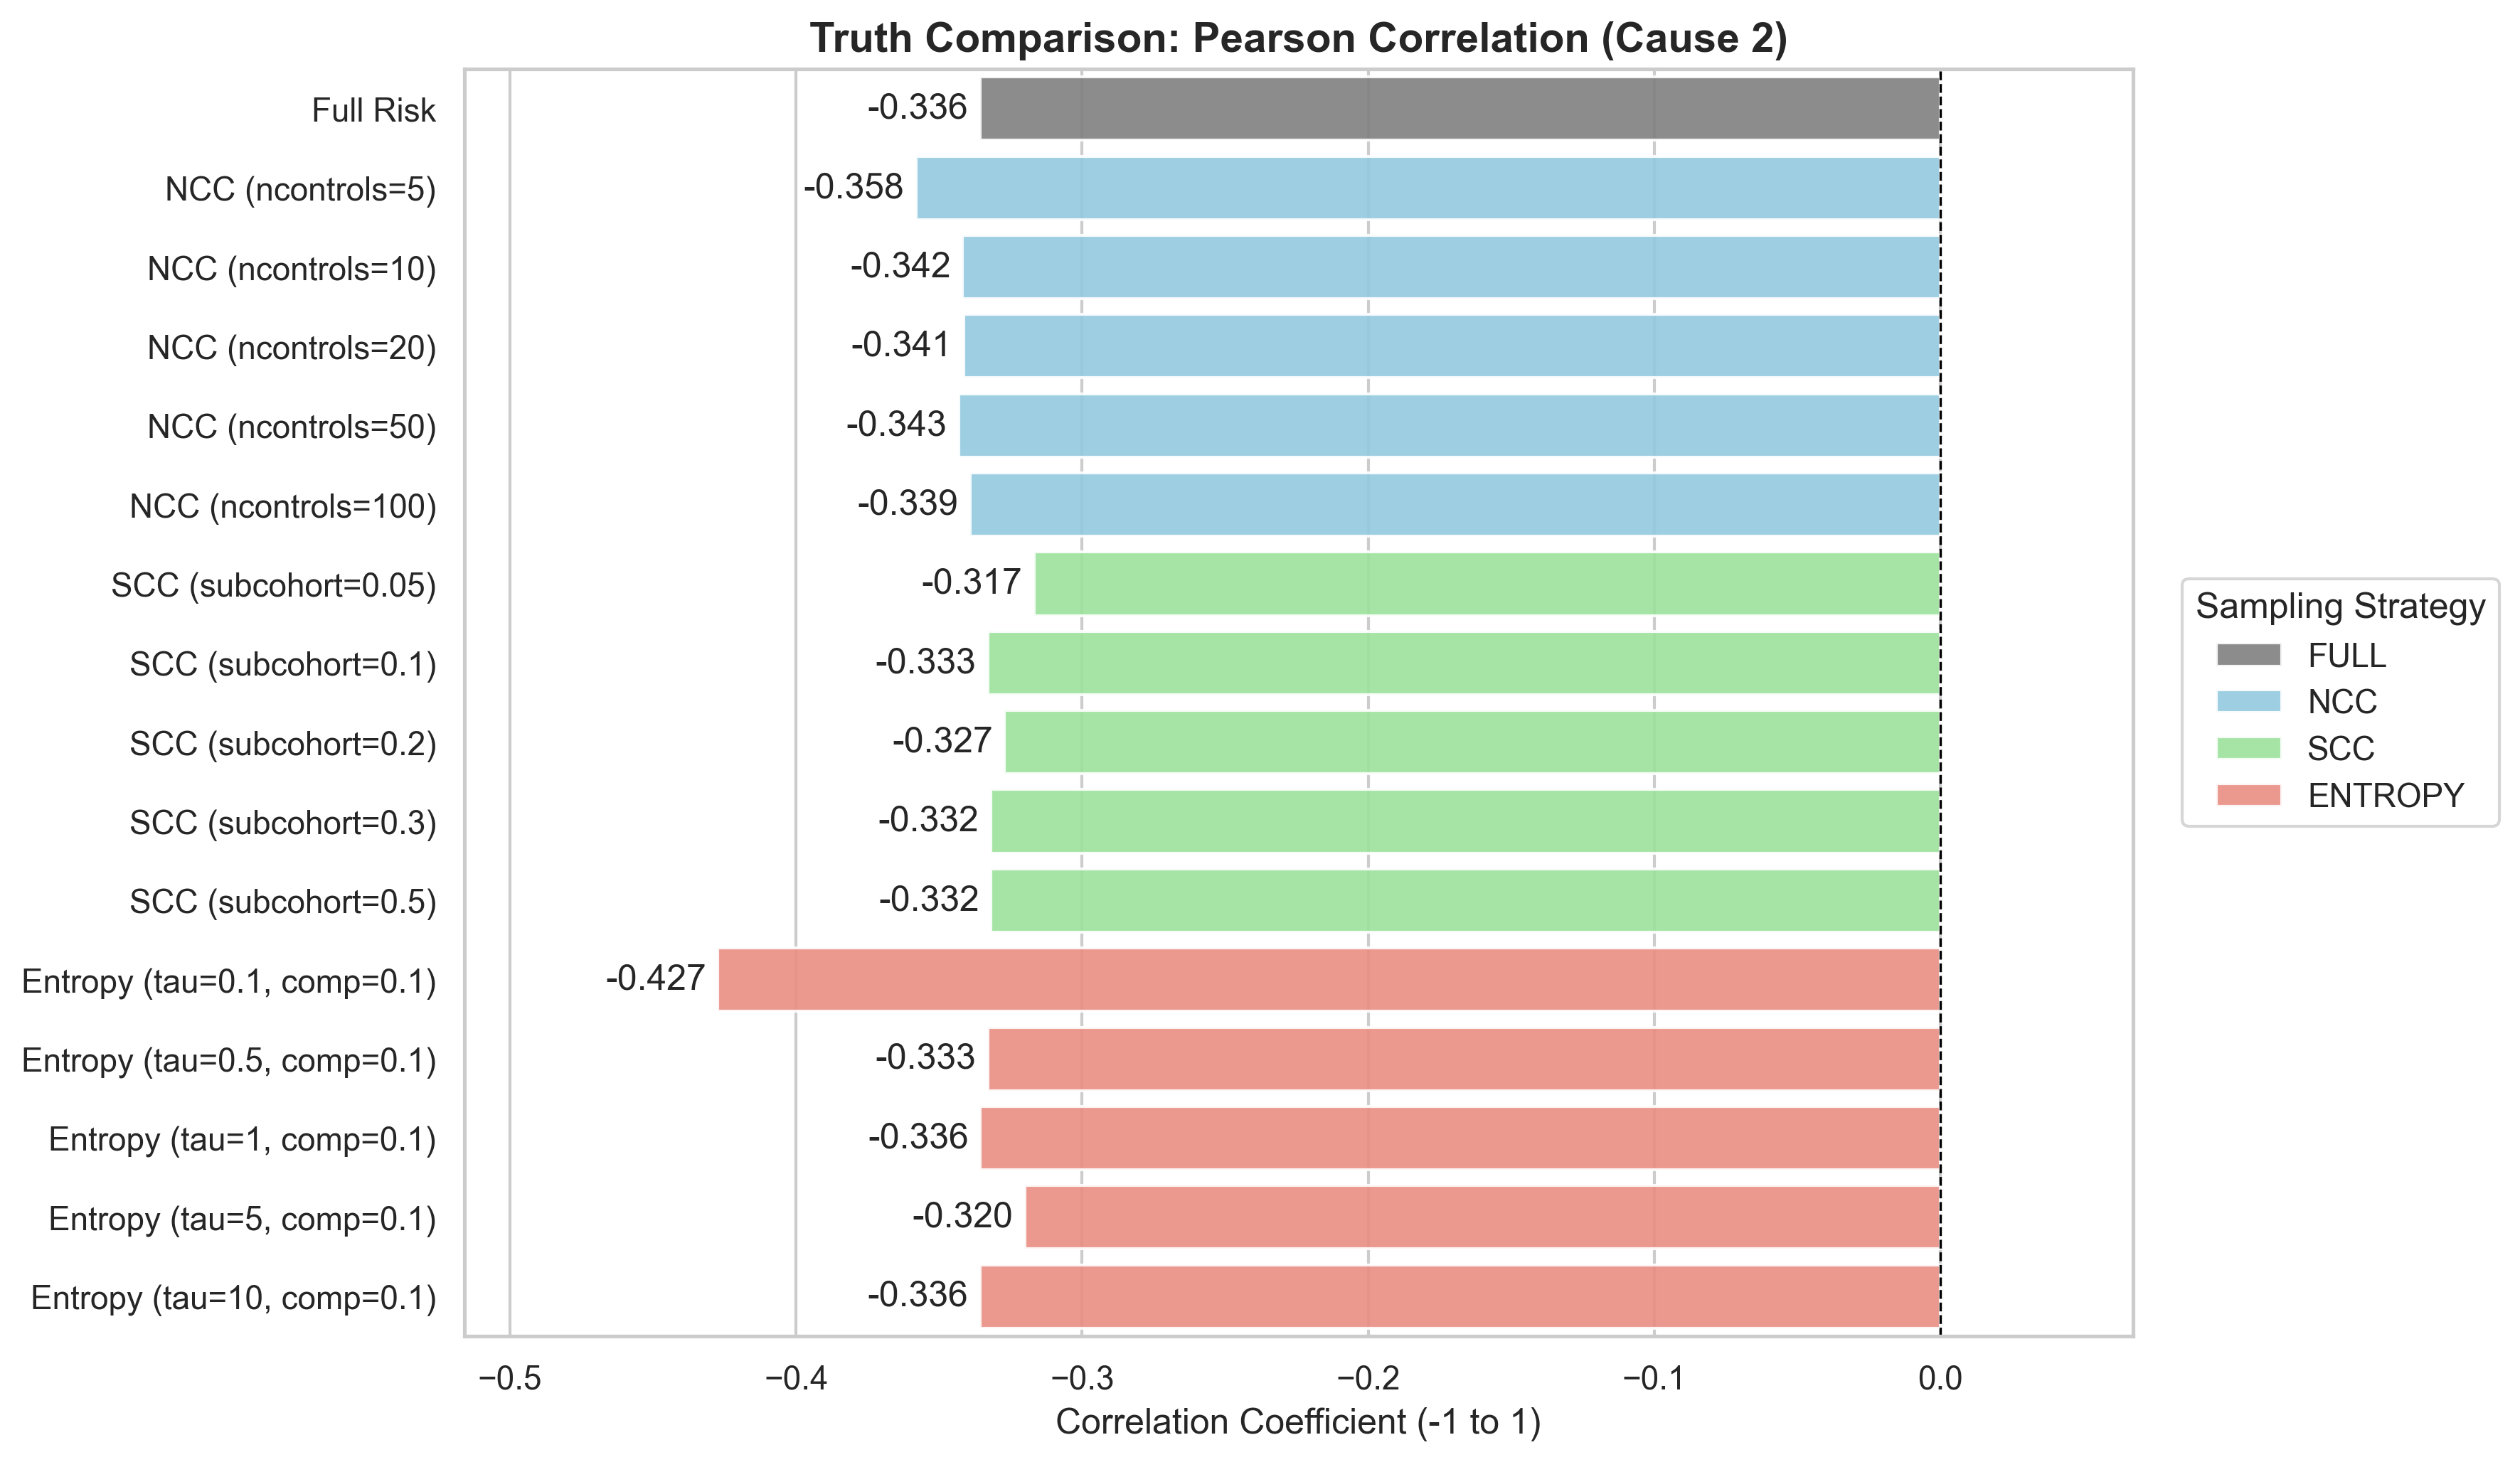 Truth Comparison: Pearson Correlation (Cause 2)
Full Risk
-0.336
NCC (ncontrols=5)
-0.358
NCC (ncontrols=10)
-0.342
NCC (ncontrols=20)
-0.341
NCC (ncontrols=50)
-0.343
NCC (ncontrols=100)
-0.339
SCC (subcohort=0.05)
-0.317
SCC (subcohort=0.1)
-0.333
SCC (subcohort=0.2)
-0.327
SCC (subcohort=0.3)
-0.332
SCC (subcohort=0.5)
-0.332
Entropy (tau=0.1, comp=0.1)
-0.427
Entropy (tau=0.5, comp=0.1)
-0.333
Entropy (tau=1, comp=0.1)
-0.336
Entropy (tau=5, comp=0.1)
-0.320
Entropy (tau=10, comp=0.1)
-0.336
−0.5 −0.4 −0.3 −0.2 −0.1 0.0
Correlation Coefficient (-1 to 1)
Sampling Strategy
FULL
NCC
SCC
ENTROPY